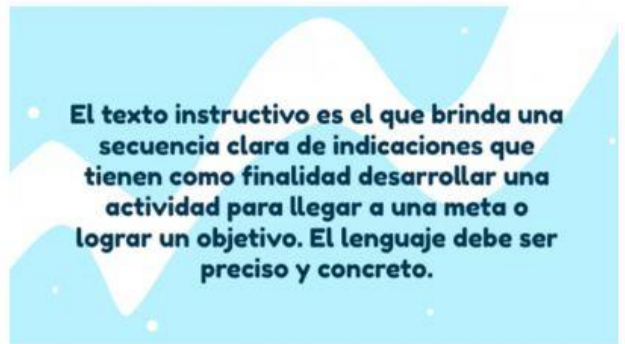 El texto instructivo es el que brinda una
secuencia clara de indicaciones que
tienen como finalidad desarrollar una
actividad para llegar a una meta o
lograr un objetivo. El lenguaje debe ser
preciso y concreto.